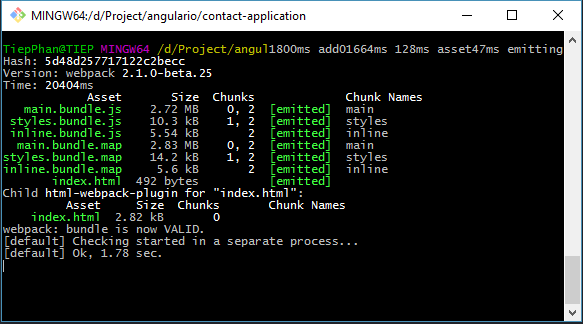 MINGW64:/d/Project/angulario/contact-application
TiepPhan@TIEP MINGW64 /d/Project/angul1800ms add01664ms 128ms asset47ms emitting
Hash: 5d48d257717122c2becc
Version: webpack 2.1.0-beta.25
Time: 20404ms
Asset Size Chunks Chunk Names
main.bundle.js 2.72 MB 0, 2 [emitted] main
styles.bundle.js 10.3 kB 1, 2 [emitted] styles
inline.bundle.js 5.54 kB 2 [emitted] inline
main.bundle.map 2.83 MB 0, 2 [emitted] main
styles.bundle.map 14.2 kB 1, 2 [emitted] styles
inline.bundle.map 5.6 kB 2 [emitted] inline
index.html 492 bytes [emitted]
Child html-webpack-plugin for "index.html":
Asset Size Chunks Chunk Names
index.html 2.82 kB 0
webpack: bundle is now VALID.
[default] Checking started in a separate process...
[default] Ok, 1.78 sec.